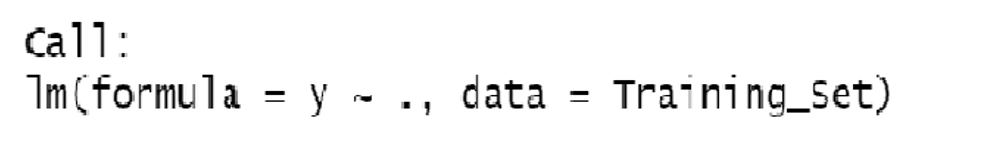 Call:
lm(formula = y ~ ., data = Training_Set)